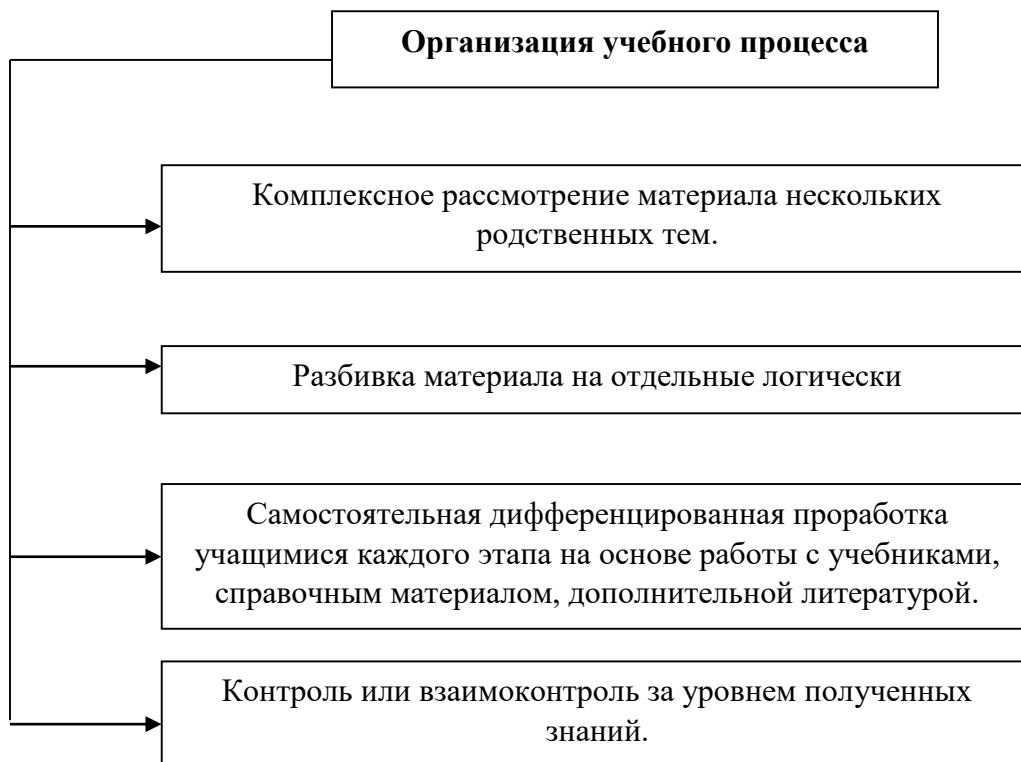 Организация учебного процесса
Комплексное рассмотрение материала нескольких
родственных тем.
Разбивка материала на отдельные логически
Самостоятельная дифференцированная проработка
учащимися каждого этапа на основе работы с учебниками,
справочным материалом, дополнительной литературой.
Контроль или взаимоконтроль за уровнем полученных
знаний.